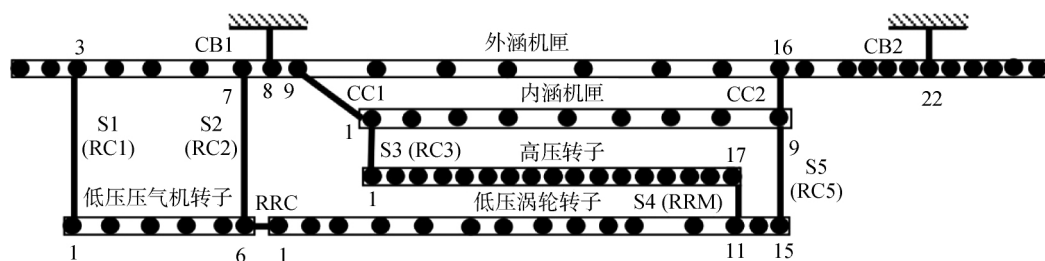 3 CB1 外涵机匣 16 CB2
7 8 9 CC1 内涵机匣 CC2 22
S1 S2 1 9
(RC1) (RC2) S3 (RC3) 高压转子 17 S5
(RC5)
低压压气机转子 RRC 1 低压涡轮转子 S4 (RRM)
1 6 1 11 15